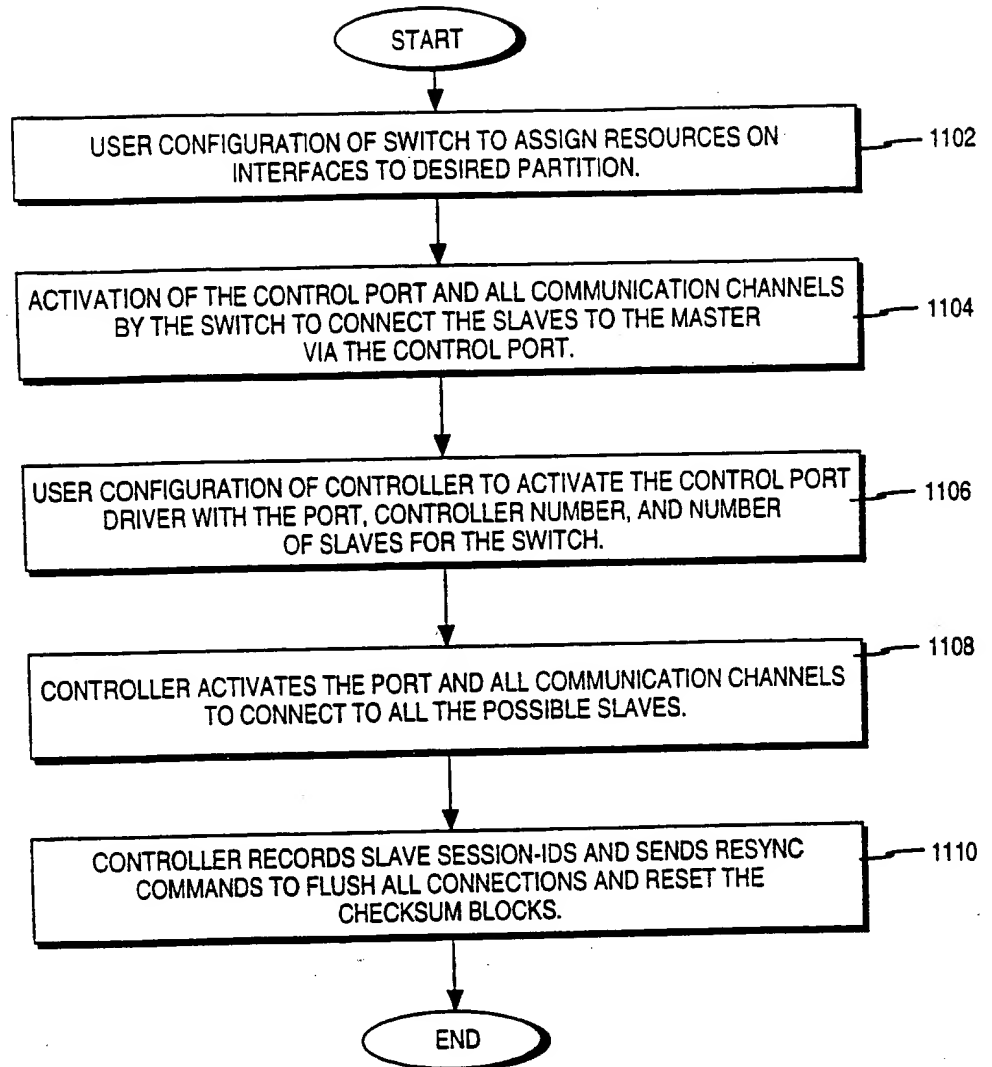 START
USER CONFIGURATION OF SWITCH TO ASSIGN RESOURCES ON
INTERFACES TO DESIRED PARTITION.
1102
ACTIVATION OF THE CONTROL PORT AND ALL COMMUNICATION CHANNELS
BY THE SWITCH TO CONNECT THE SLAVES TO THE MASTER
VIA THE CONTROL PORT.
1104
USER CONFIGURATION OF CONTROLLER TO ACTIVATE THE CONTROL PORT
DRIVER WITH THE PORT, CONTROLLER NUMBER, AND NUMBER
OF SLAVES FOR THE SWITCH.
1106
CONTROLLER ACTIVATES THE PORT AND ALL COMMUNICATION CHANNELS
TO CONNECT TO ALL THE POSSIBLE SLAVES.
1108
CONTROLLER RECORDS SLAVE SESSION-IDS AND SENDS RESYNC
COMMANDS TO FLUSH ALL CONNECTIONS AND RESET THE
CHECKSUM BLOCKS.
1110
END